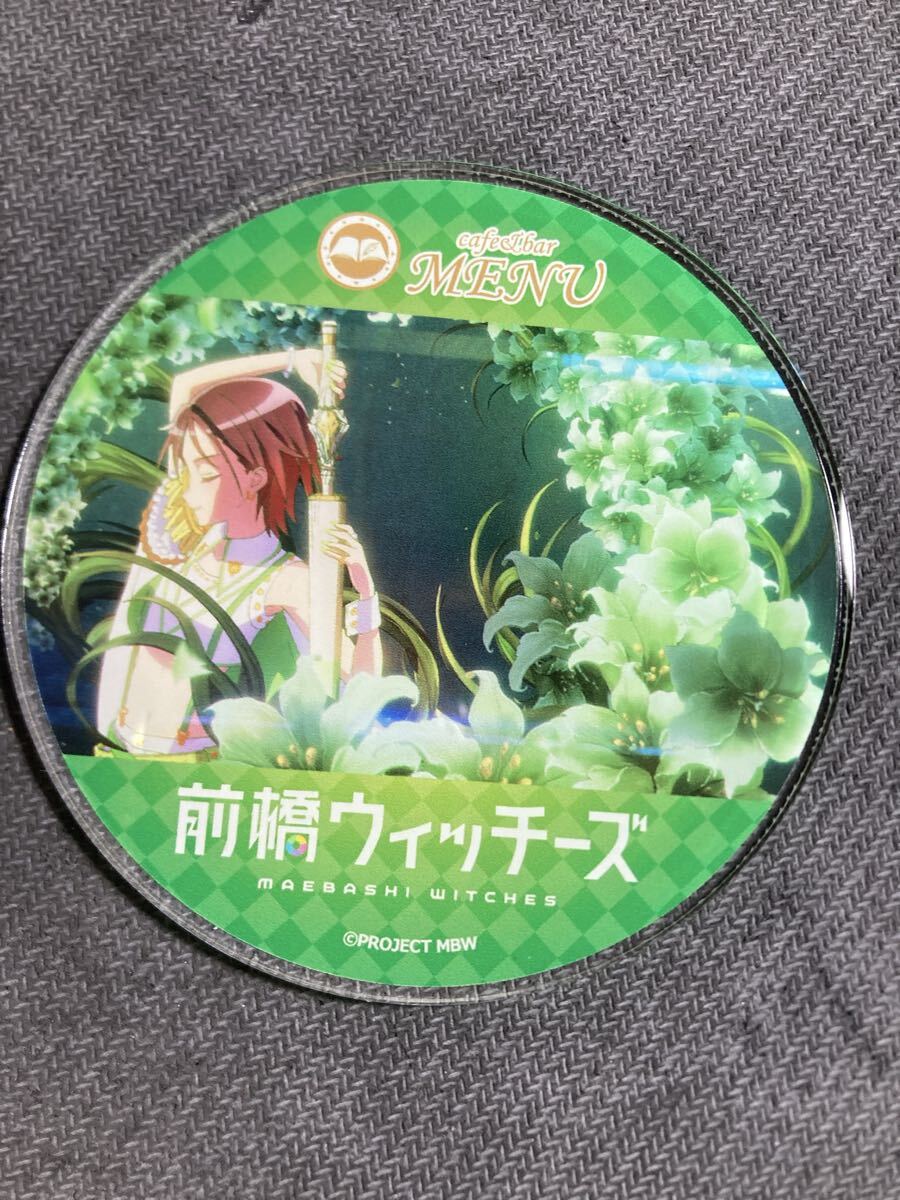 cafe&bar
MENU
前橋ウィッチーズ
MAEBASHI WITCHES
©PROJECT MBW